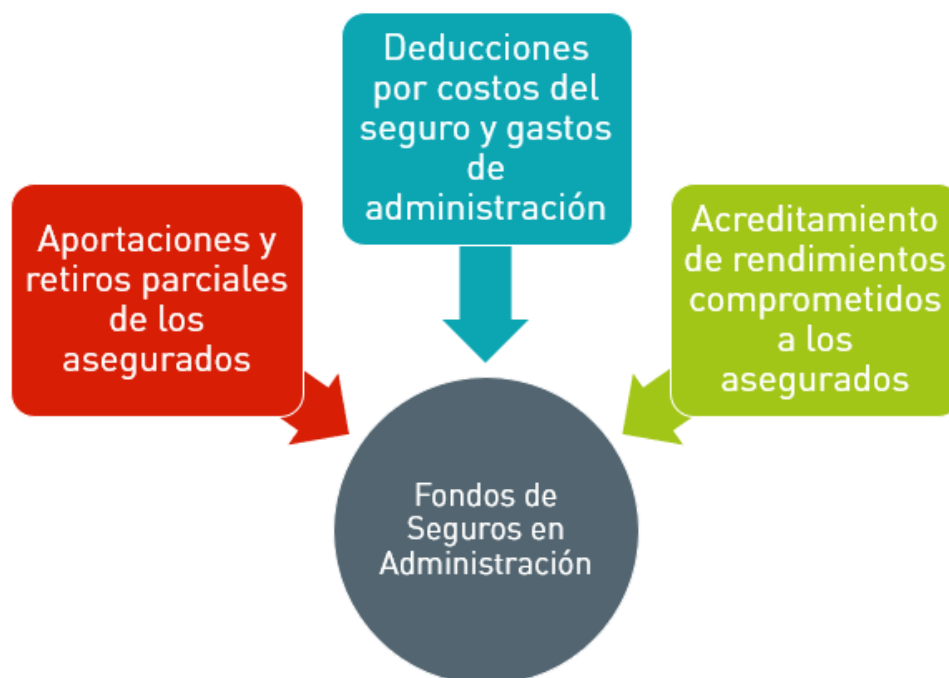 Deducciones
por costos del
seguro y gastos
de
administración
Aportaciones y
retiros parciales
de los
asegurados
Acreditamiento
de rendimientos
comprometidos
a los
asegurados
Fondos de
Seguros en
Administración